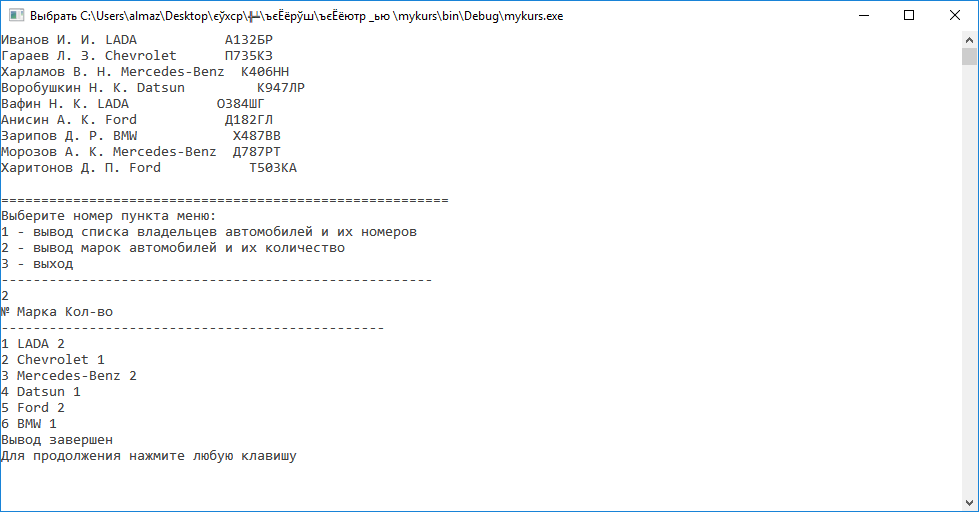 Выбрать C:\Users\almaz\Desktop\єўхср\╬╨\ъєЁёрўш\ъєЁёютр _ью \mykurs\bin\Debug\mykurs.exe
Иванов И. И. LADA А132БР
Гараев Л. З. Chevrolet П735КЗ
Харламов В. Н. Mercedes-Benz К406НН
Воробушкин Н. К. Datsun К947ЛР
Вафин Н. К. LADA О384ШГ
Анисин А. К. Ford Д182ГЛ
Зарипов Д. Р. BMW Х487ВВ
Морозов А. К. Mercedes-Benz Д787РТ
Харитонов Д. П. Ford Т503КА
========================================================
Выберите номер пункта меню:
1 - вывод списка владельцев автомобилей и их номеров
2 - вывод марок автомобилей и их количество
3 - выход
------------------------------------------------------
2
№ Марка Кол-во
------------------------------------------------
1 LADA 2
2 Chevrolet 1
3 Mercedes-Benz 2
4 Datsun 1
5 Ford 2
6 BMW 1
Вывод завершен
Для продолжения нажмите любую клавишу